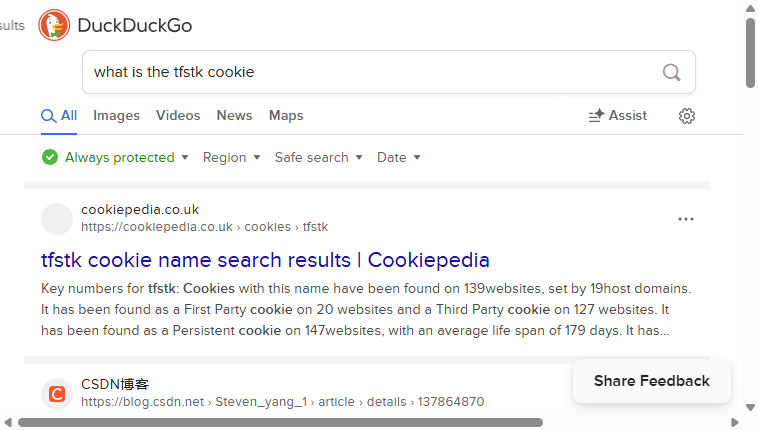 sults
DuckDuckGo
what is the tfstk cookie
All Images Videos News Maps Assist
Always protected Region Safe search Date
cookiepedia.co.uk
https://cookiepedia.co.uk › cookies › tfstk
tfstk cookie name search results | Cookiepedia
Key numbers for tfstk: Cookies with this name have been found on 139websites, set by 19host domains.
It has been found as a First Party cookie on 20 websites and a Third Party cookie on 127 websites. It
has been found as a Persistent cookie on 147websites, with an average life span of 179 days. It has...
CSDN博客
https://blog.csdn.net › Steven_yang_1 › article › details › 137864870
Share Feedback